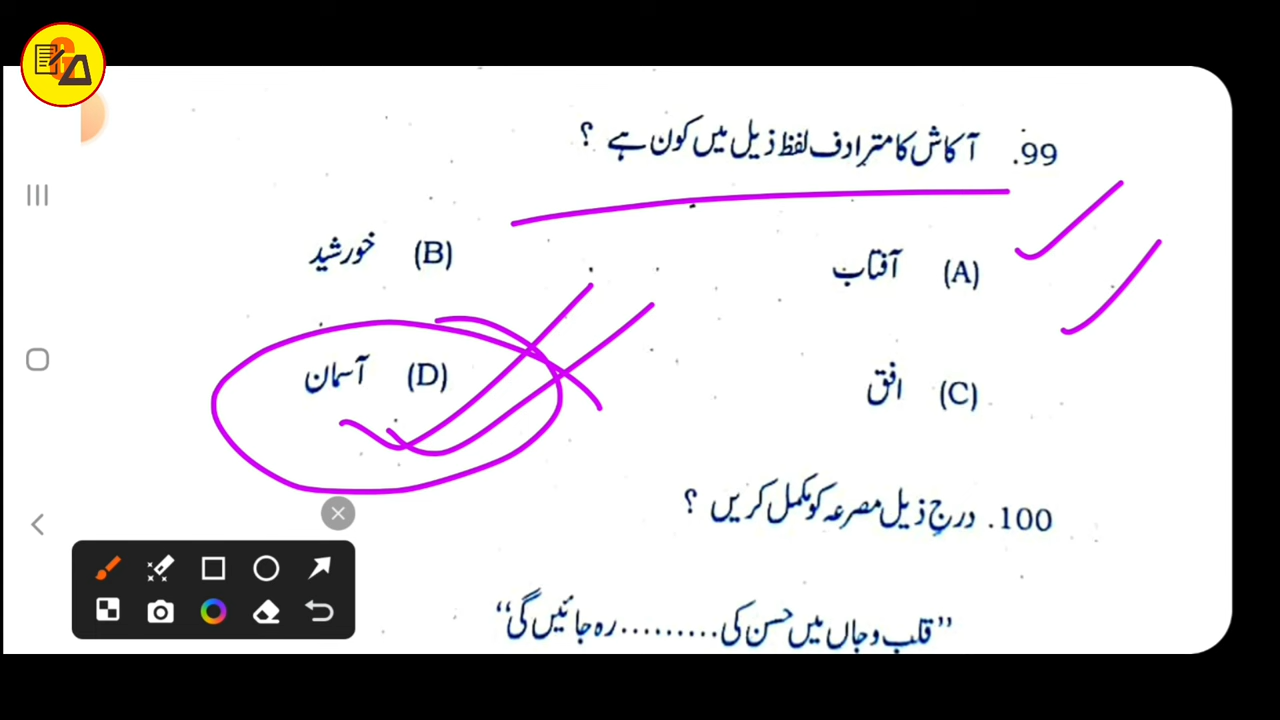 99. آکاش کا مترادف لفظ ذیل میں کون ہے ؟
(A) آفتاب (B) خورشید
(C) افق (D) آسمان
100. درجِ ذیل مصرعہ کو مکمل کریں ؟
”قلب و جاں میں حسن کی ......... رہ جائیں گی“